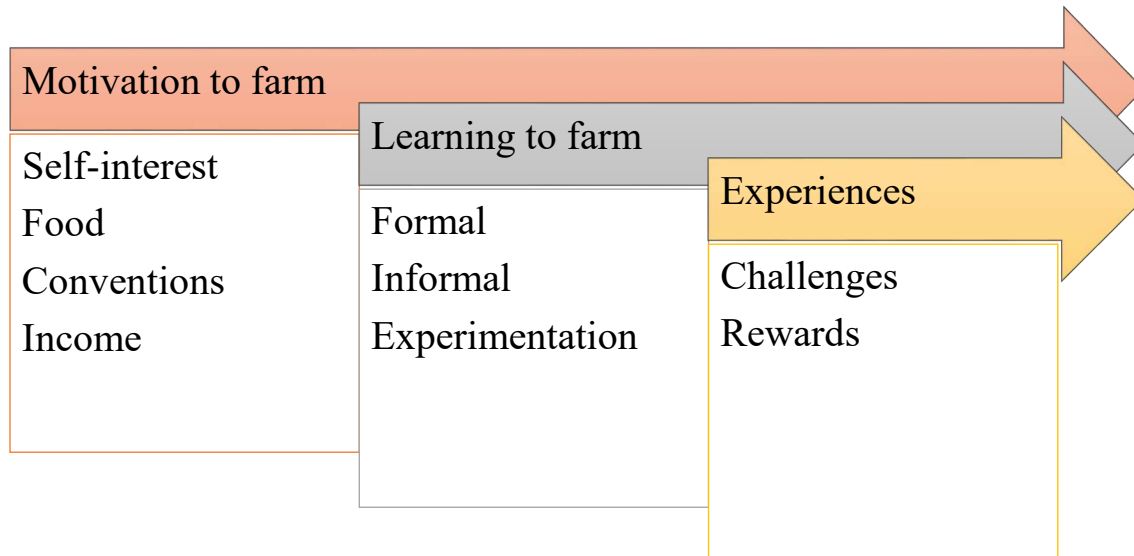 Motivation to farm
Self-interest
Food
Conventions
Income
Learning to farm
Formal
Informal
Experimentation
Experiences
Challenges
Rewards